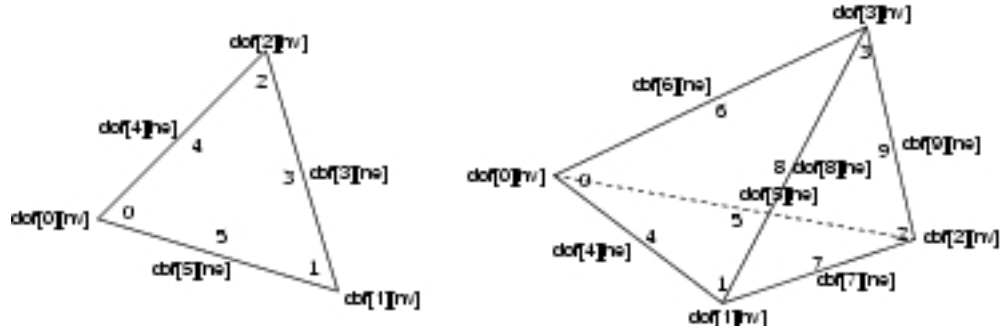 dof[2][nv]
2
dof[4][ne]
4
3
dof[3][ne]
dof[0][nv]
0
5
dof[5][ne]
1
dof[1][nv]
dof[3][nv]
3
dof[6][ne]
6
9
dof[9][ne]
dof[0][nv]
0
8
dof[8][ne]
dof[5][ne]
5
2
dof[2][nv]
dof[4][ne]
4
7
dof[7][ne]
1
dof[1][nv]